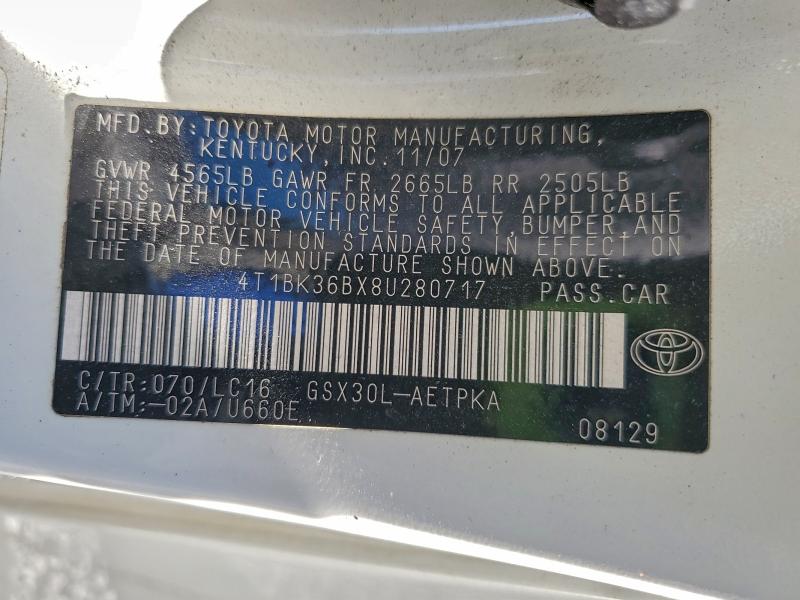 MFD.BY:TOYOTA MOTOR MANUFACTURING,
KENTUCKY,INC.11/07
GVWR 4565LB GAWR FR 2665LB RR 2505LB
THIS VEHICLE CONFORMS TO ALL APPLICABLE
FEDERAL MOTOR VEHICLE SAFETY,BUMPER,AND
THEFT PREVENTION STANDARDS IN EFFECT ON
THE DATE OF MANUFACTURE SHOWN ABOVE.
4T1BK36BX8U280717 PASS.CAR
C/TR:070/LC16 GSX30L-AETPKA
A/TM:-02A/U660E
08129